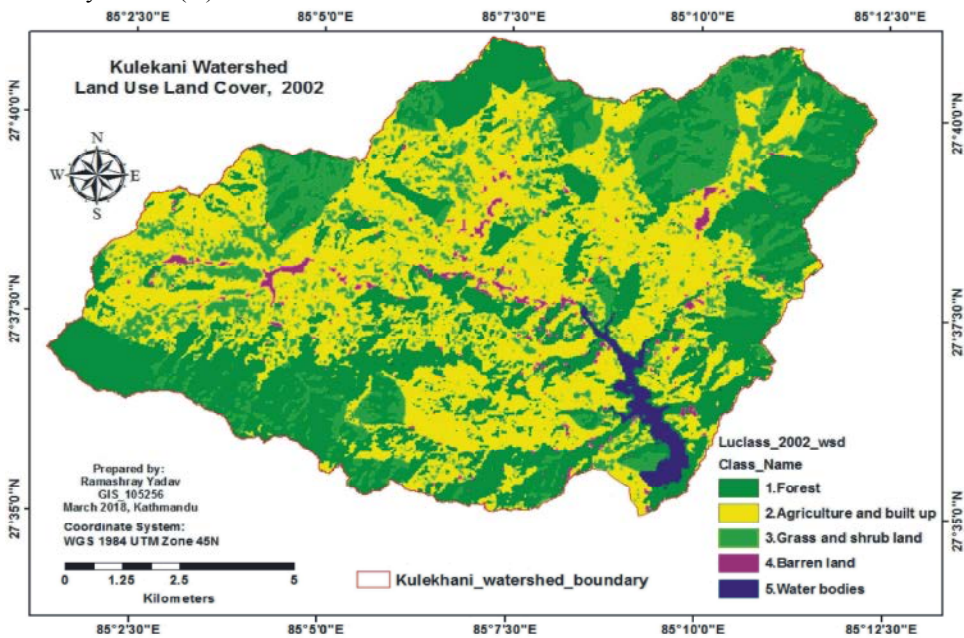 85°2'30"E 85°5'0"E 85°7'30"E 85°10'0"E 85°12'30"E
Kulekani Watershed
Land Use Land Cover, 2002
27°40'0"N
27°40'0"N
N
W E
S
27°37'30"N
27°37'30"N
Luclass_2002_wsd
Class_Name
1.Forest
2.Agriculture and built up
3.Grass and shrub land
4.Barren land
5.Water bodies
Prepared by:
Ramashray Yadav
GIS_105256
March 2018, Kathmandu
Coordinate System:
WGS 1984 UTM Zone 45N
27°35'0"N
27°35'0"N
0 1.25 2.5 5
Kilometers
Kulekhani_watershed_boundary
85°2'30"E 85°5'0"E 85°7'30"E 85°10'0"E 85°12'30"E